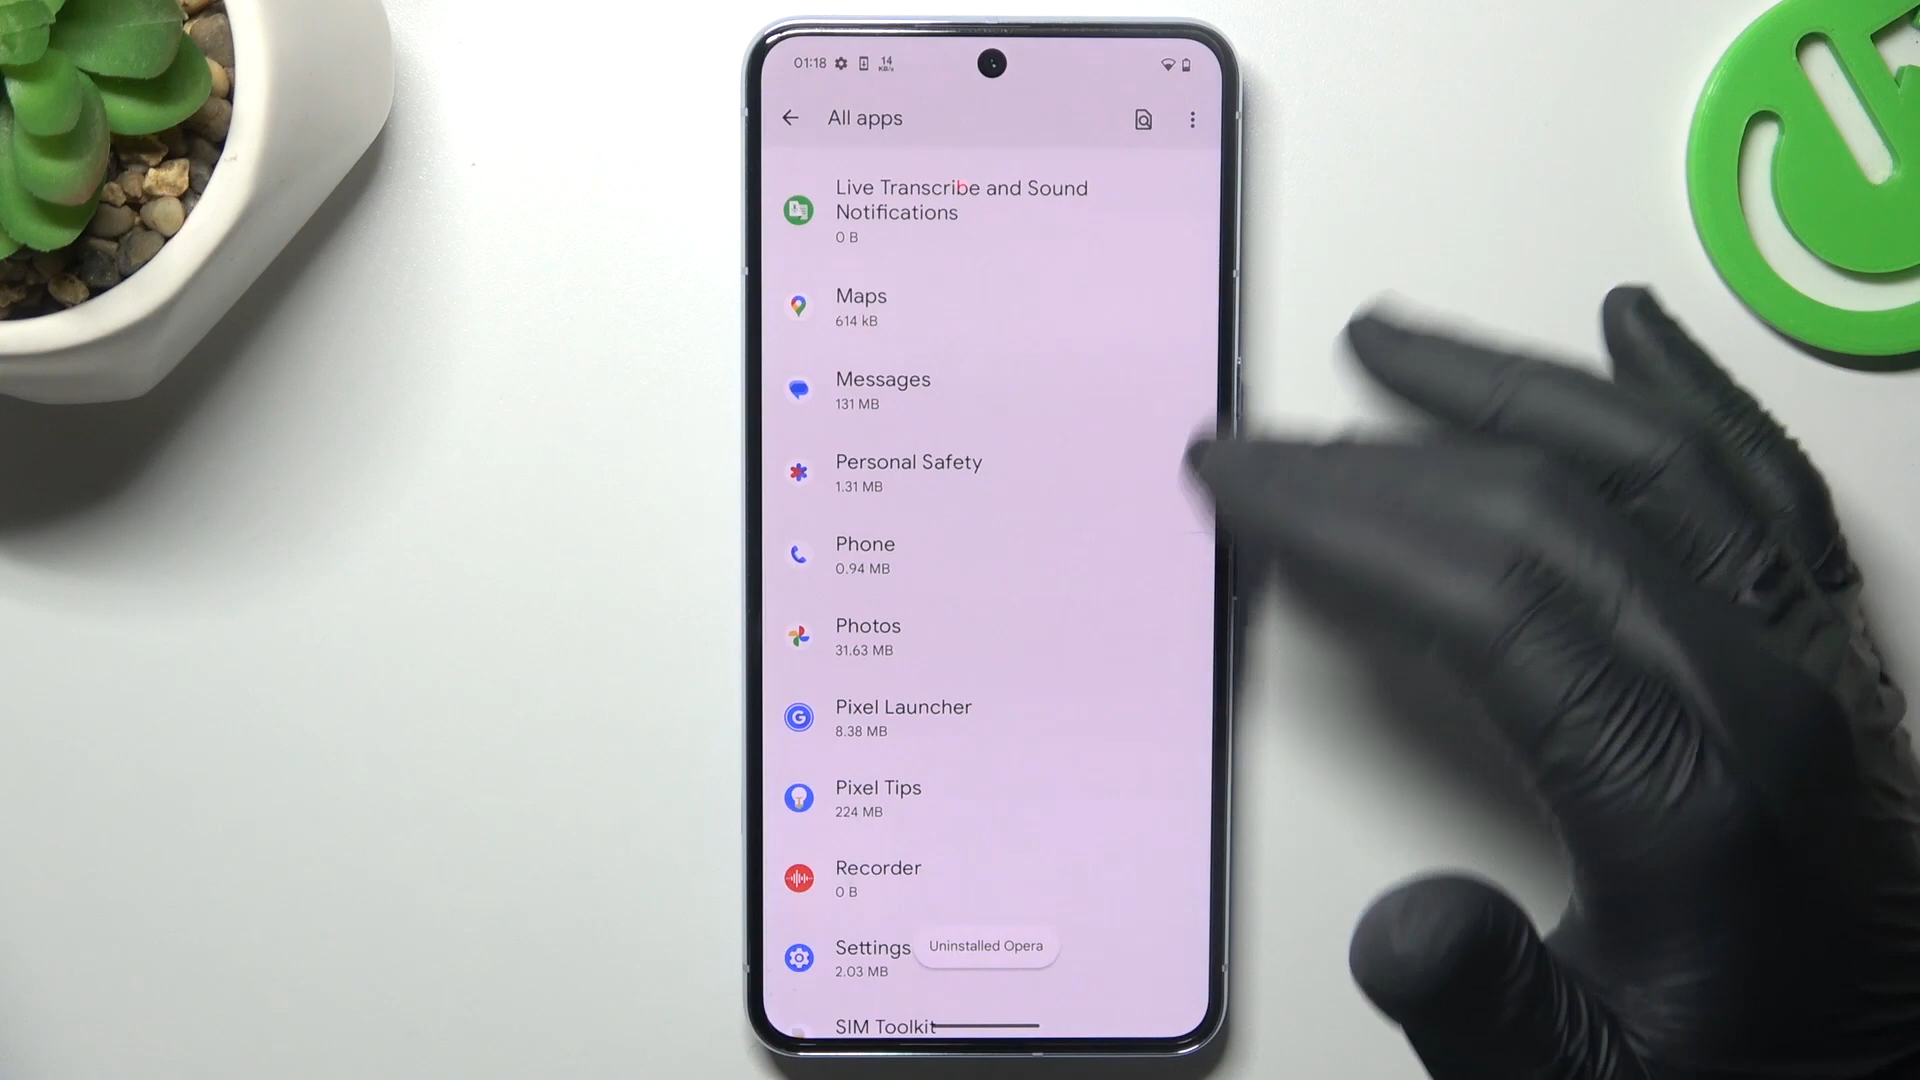 01:18 14 KB/s
All apps
Live Transcribe and Sound
Notifications
0 B
Maps
614 kB
Messages
131 MB
Personal Safety
1.31 MB
Phone
0.94 MB
Photos
31.63 MB
Pixel Launcher
8.38 MB
Pixel Tips
224 MB
Recorder
0 B
Settings
Uninstalled Opera
2.03 MB
SIM Toolkit